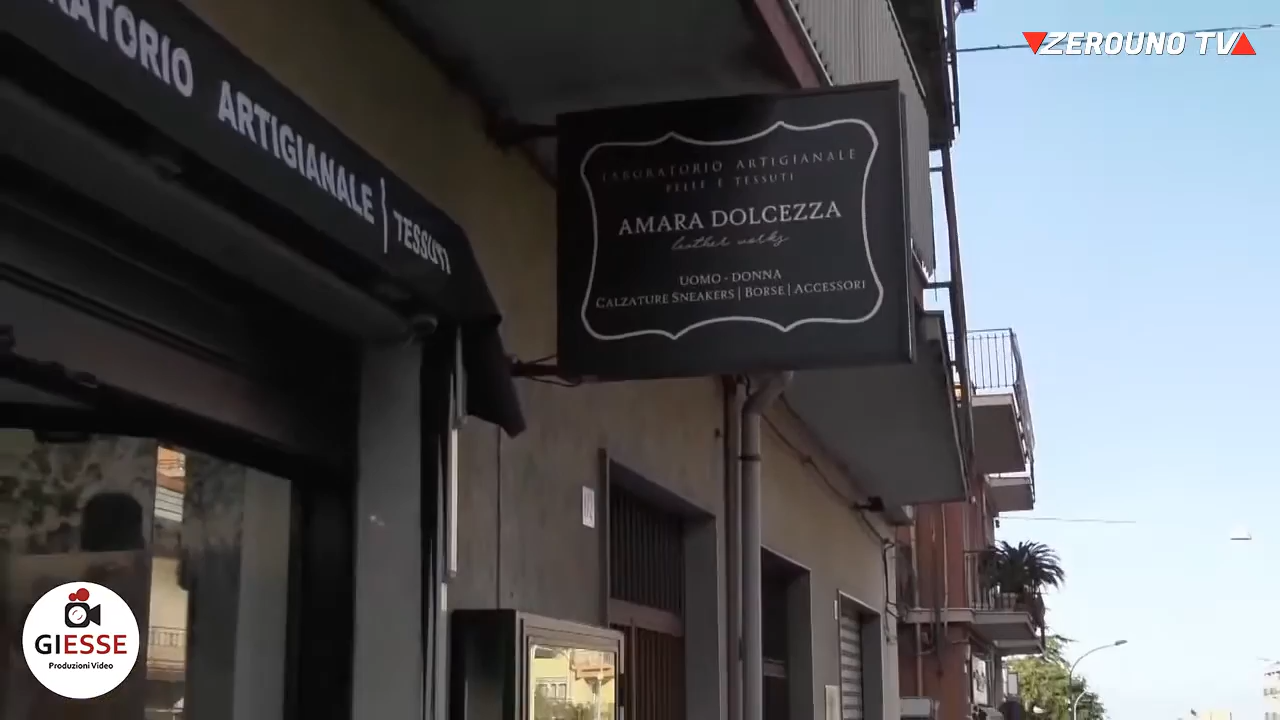 ZEROUNO TV
RATORIO ARTIGIANALE | TESSUTI
LABORATORIO ARTIGIANALE
PELLE E TESSUTI
AMARA DOLCEZZA
leather works
UOMO - DONNA
CALZATURE SNEAKERS | BORSE | ACCESSORI
GIESSE
Produzioni Video